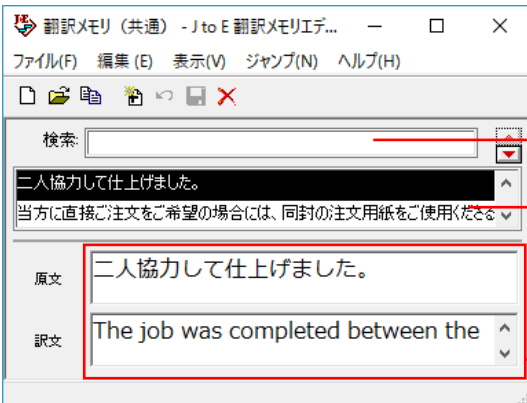 翻訳メモリ（共通） - J to E 翻訳メモリエデ...
ファイル(F) 編集(E) 表示(V) ジャンプ(N) ヘルプ(H)
検索:
二人協力して仕上げました。
当方に直接ご注文をご希望の場合には、同封の注文用紙をご使用くださる
原文
二人協力して仕上げました。
訳文
The job was completed between the